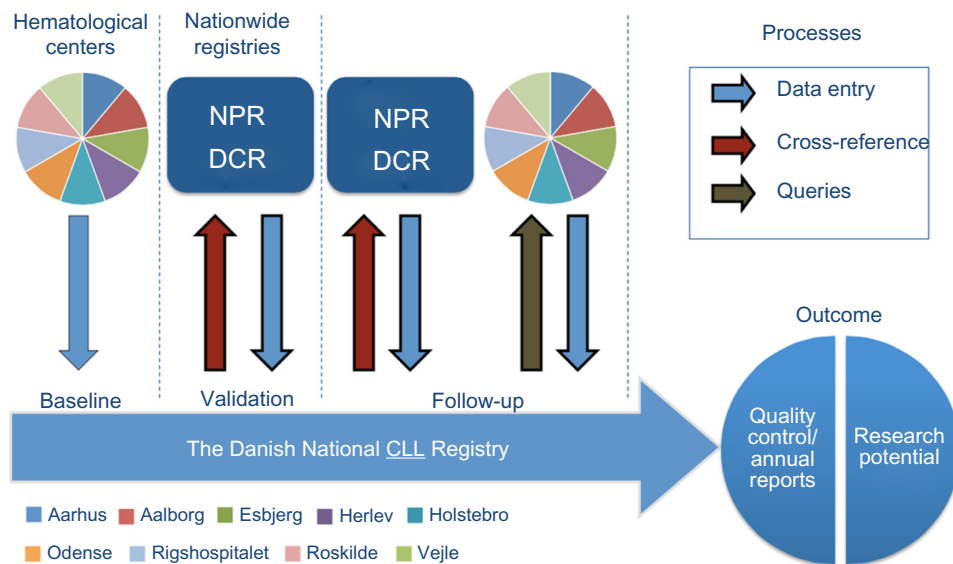 Hematological
centers
Nationwide
registries
Processes
NPR
DCR
NPR
DCR
Data entry
Cross-reference
Queries
Baseline
Validation
Follow-up
Outcome
The Danish National CLL Registry
Quality
control/
annual
reports
Research
potential
Aarhus
Aalborg
Esbjerg
Herlev
Holstebro
Odense
Rigshospitalet
Roskilde
Vejle